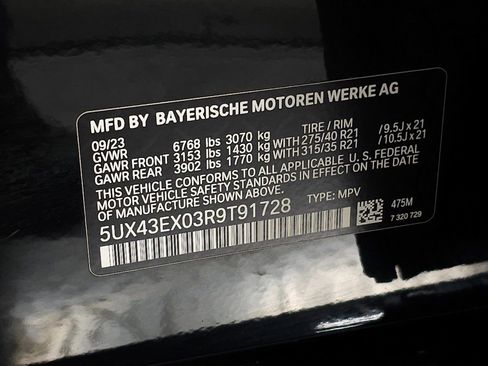 MFD BY BAYERISCHE MOTOREN WERKE AG
09/23 TIRE / RIM
GVWR 6768 lbs 3070 kg
GAWR FRONT 3153 lbs 1430 kg WITH 275/40 R21 / 9.5J x 21
GAWR REAR 3902 lbs 1770 kg WITH 315/35 R21 / 10.5J x 21
THIS VEHICLE CONFORMS TO ALL APPLICABLE U.S. FEDERAL
MOTOR VEHICLE SAFETY STANDARDS IN EFFECT ON THE
DATE OF MANUFACTURE SHOWN ABOVE.
5UX43EX03R9T91728 TYPE: MPV 475M
7 320 729